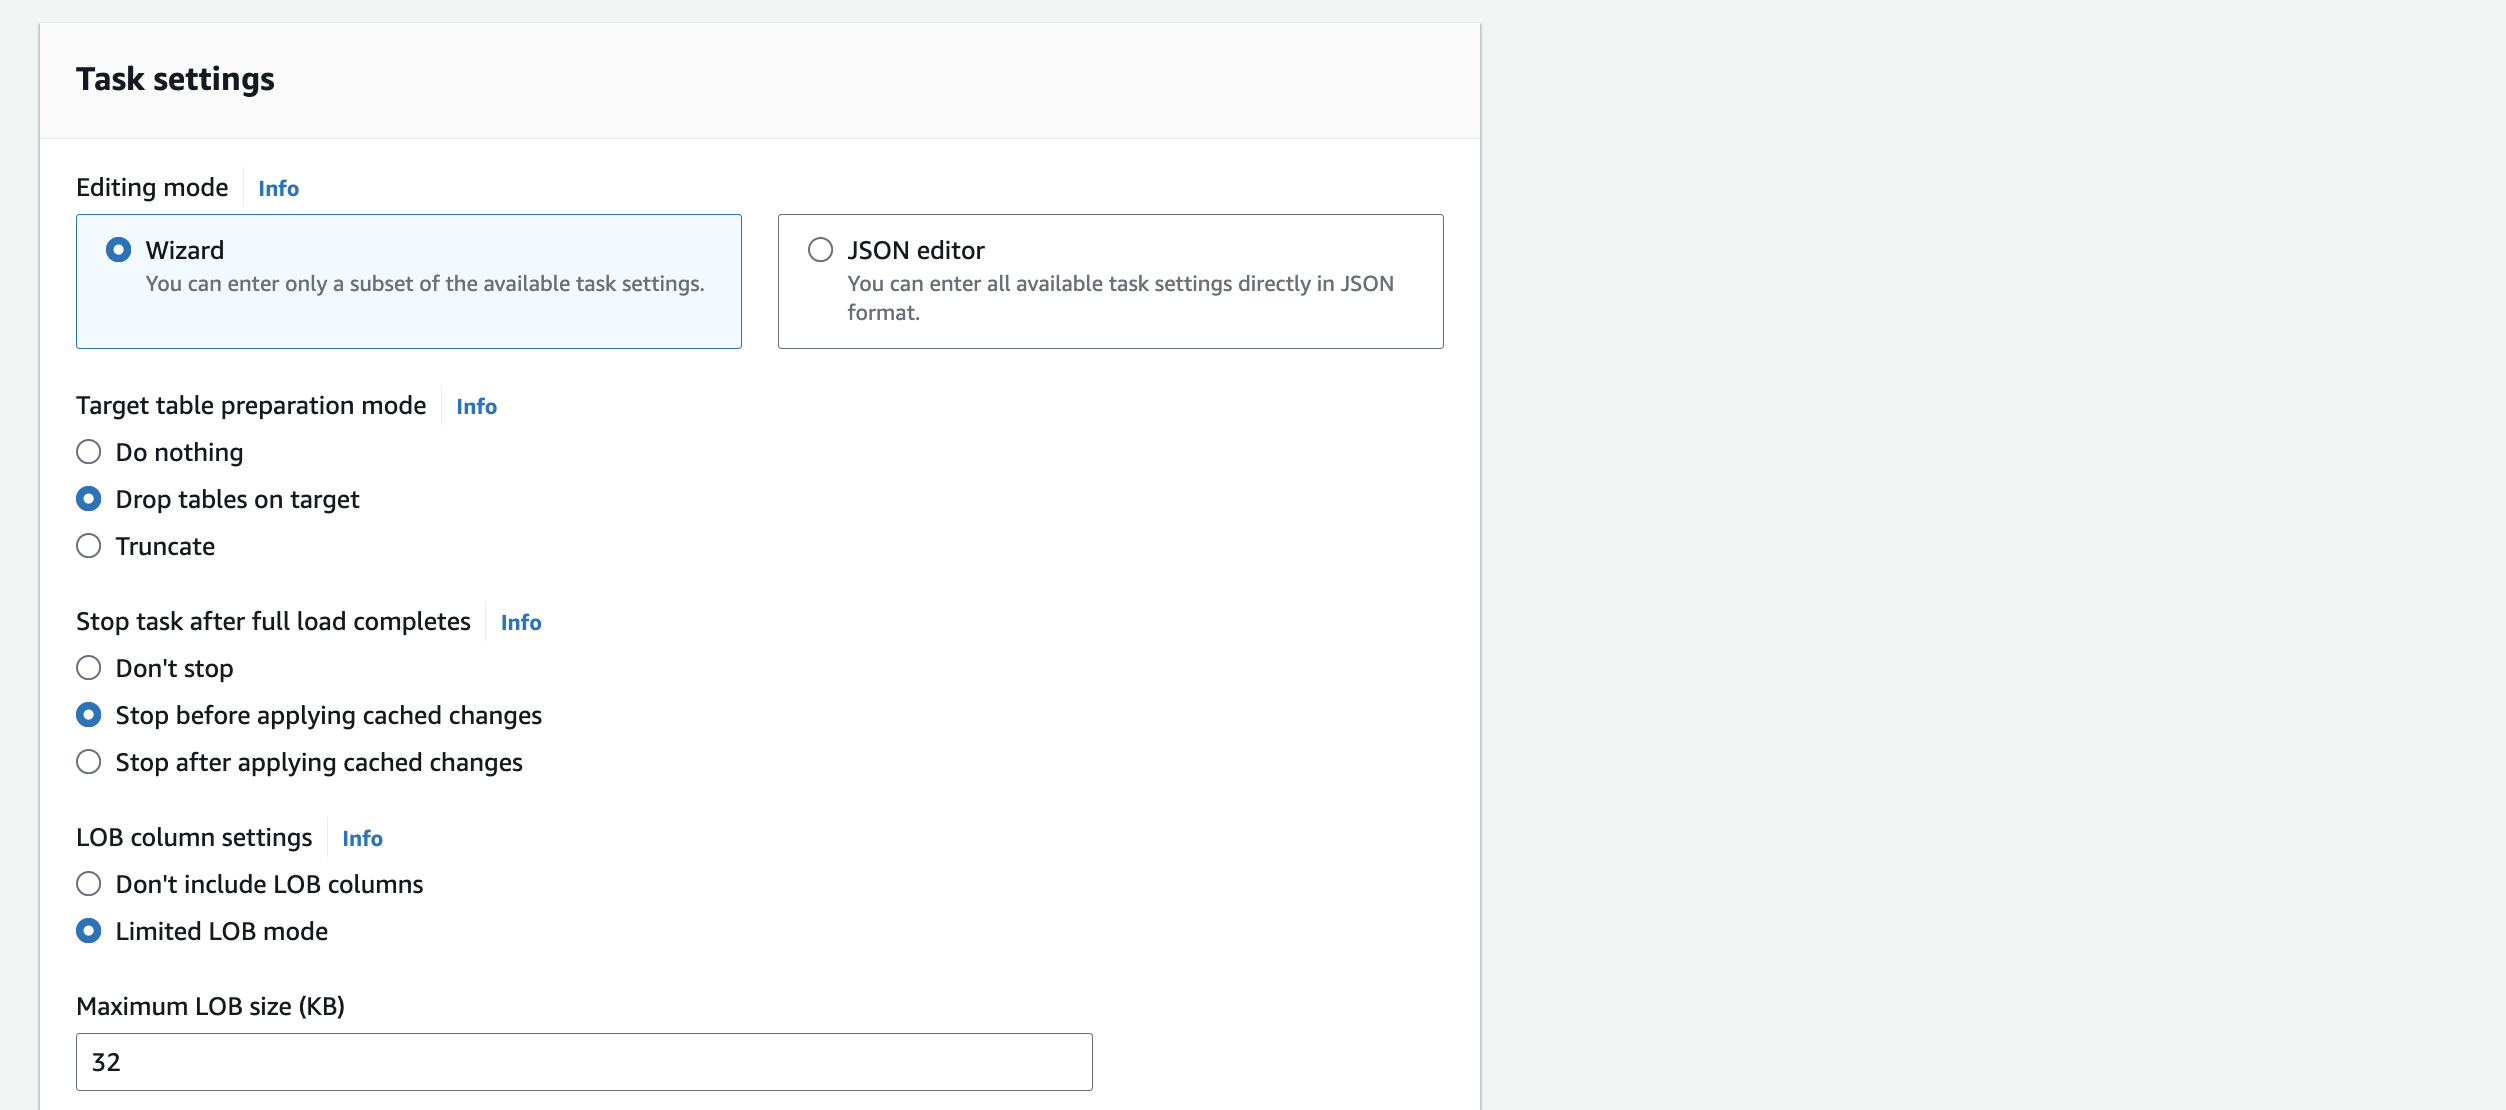 Task settings
Editing mode Info
Wizard
You can enter only a subset of the available task settings.
JSON editor
You can enter all available task settings directly in JSON
format.
Target table preparation mode Info
Do nothing
Drop tables on target
Truncate
Stop task after full load completes Info
Don't stop
Stop before applying cached changes
Stop after applying cached changes
LOB column settings Info
Don't include LOB columns
Limited LOB mode
Maximum LOB size (KB)
32